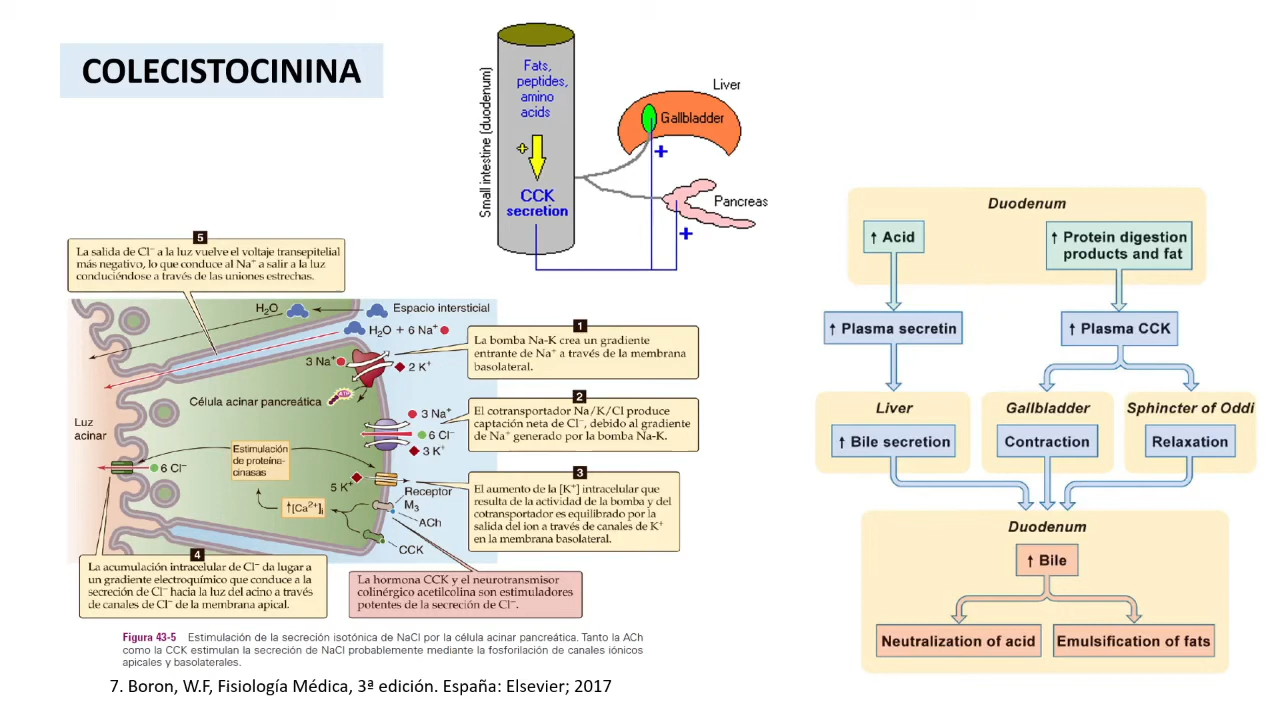 COLECISTOCININA
Small intestine (duodenum)
Fats,
peptides,
amino
acids
+
CCK
secretion
Liver
Gallbladder
+
Pancreas
+
5
La salida de Cl⁻ a la luz vuelve el voltaje transepitelial
más negativo, lo que conduce al Na⁺ a salir a la luz
conduciéndose a través de las uniones estrechas.
H₂O
Espacio intersticial
H₂O + 6 Na⁺
3 Na⁺
2 K⁺
ATP
Célula acinar pancreática
Luz
acinar
3 Na⁺
6 Cl⁻
3 K⁺
Estimulación
de proteína-
cinasas
6 Cl⁻
5 K⁺
Receptor
M₃
↑[Ca²⁺]i
ACh
CCK
1
La bomba Na-K crea un gradiente
entrante de Na⁺ a través de la membrana
basolateral.
2
El cotransportador Na/K/Cl produce
captación neta de Cl⁻, debido al gradiente
de Na⁺ generado por la bomba Na-K.
3
El aumento de la [K⁺] intracelular que
resulta de la actividad de la bomba y del
cotransportador es equilibrado por la
salida del ion a través de canales de K⁺
en la membrana basolateral.
4
La acumulación intracelular de Cl⁻ da lugar a
un gradiente electroquímico que conduce a la
secreción de Cl⁻ hacia la luz del acino a través
de canales de Cl⁻ de la membrana apical.
La hormona CCK y el neurotransmisor
colinérgico acetilcolina son estimuladores
potentes de la secreción de Cl⁻.
Figura 43-5 Estimulación de la secreción isotónica de NaCl por la célula acinar pancreática. Tanto la ACh
como la CCK estimulan la secreción de NaCl probablemente mediante la fosforilación de canales iónicos
apicales y basolaterales.
7. Boron, W.F, Fisiología Médica, 3ª edición. España: Elsevier; 2017
Duodenum
↑ Acid
↑ Protein digestion
products and fat
↑ Plasma secretin
↑ Plasma CCK
Liver
↑ Bile secretion
Gallbladder
Contraction
Sphincter of Oddi
Relaxation
Duodenum
↑ Bile
Neutralization of acid
Emulsification of fats